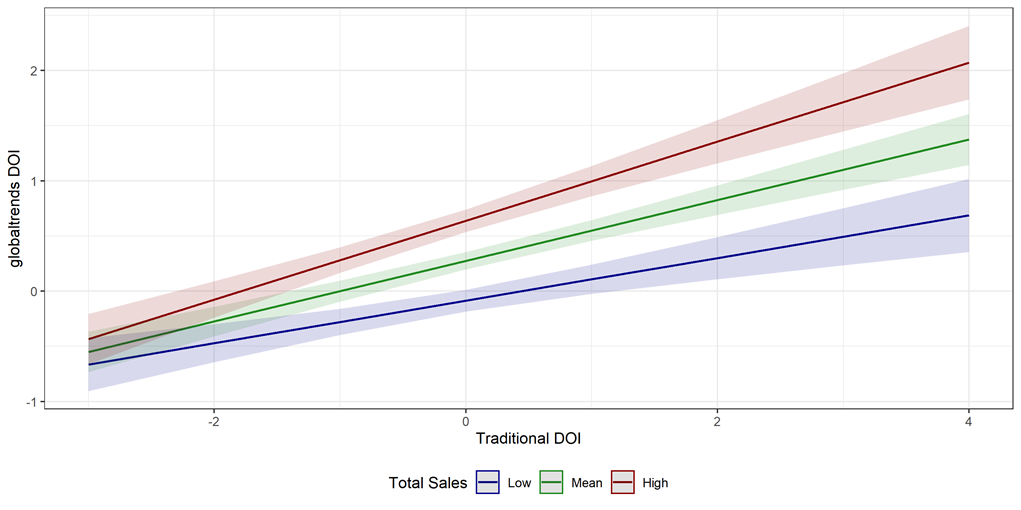 globaltrends DOI
2
1
0
-1
-2 0 2 4
Traditional DOI
Total Sales Low Mean High